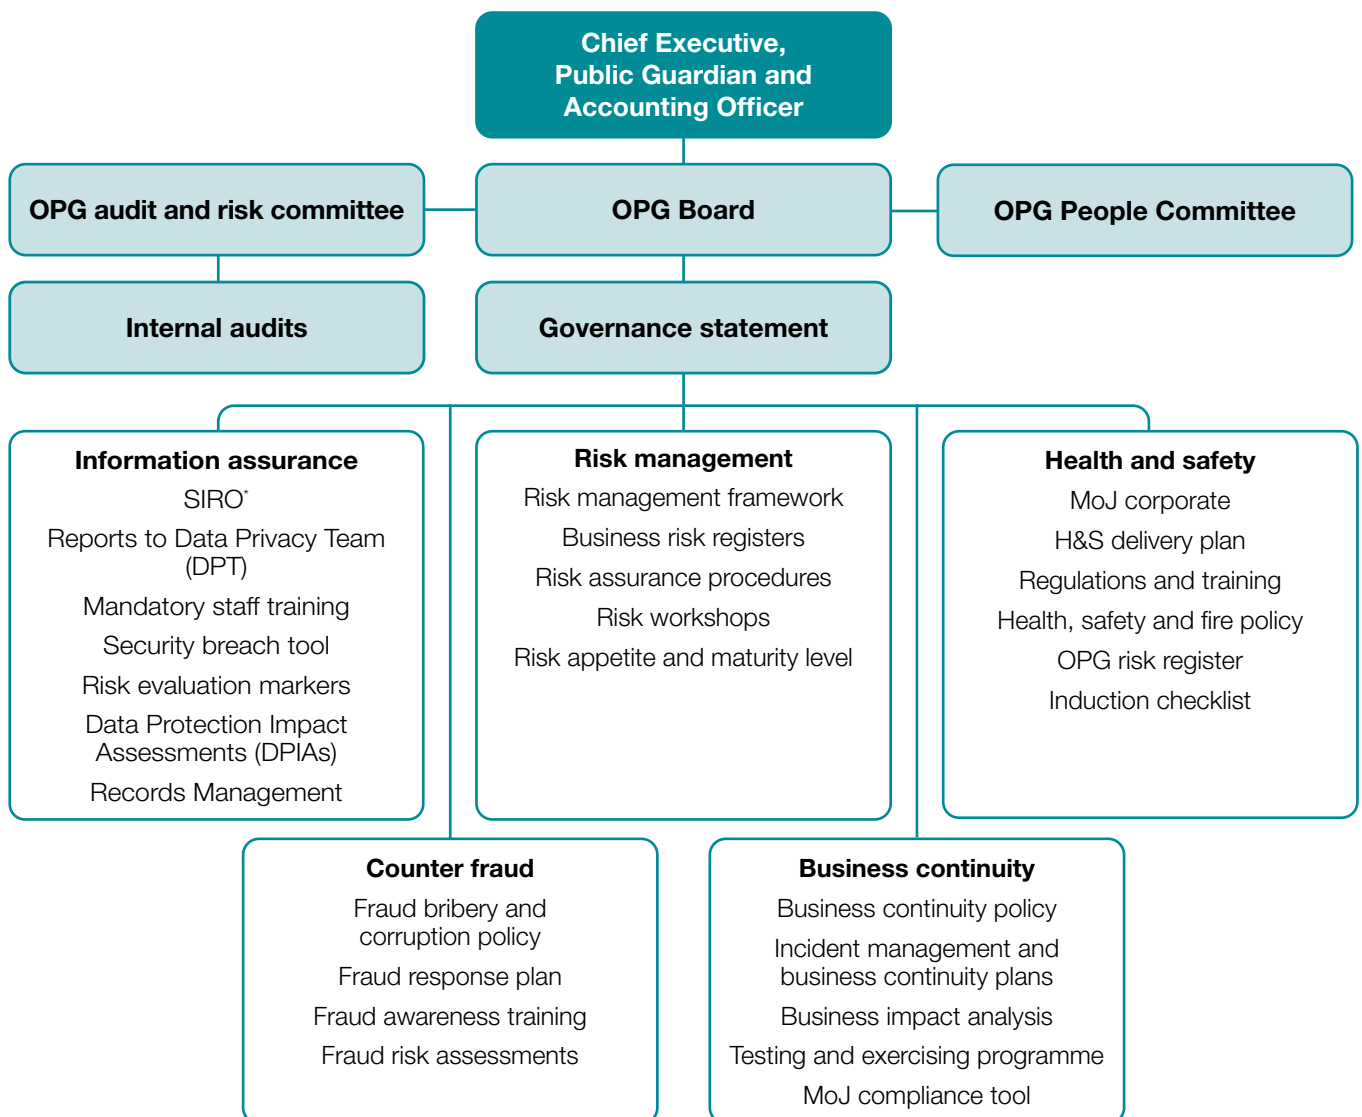 Chief Executive,
Public Guardian and
Accounting Officer
OPG audit and risk committee
OPG Board
OPG People Committee
Internal audits
Governance statement
Information assurance
SIRO*
Reports to Data Privacy Team
(DPT)
Mandatory staff training
Security breach tool
Risk evaluation markers
Data Protection Impact
Assessments (DPIAs)
Records Management
Risk management
Risk management framework
Business risk registers
Risk assurance procedures
Risk workshops
Risk appetite and maturity level
Health and safety
MoJ corporate
H&S delivery plan
Regulations and training
Health, safety and fire policy
OPG risk register
Induction checklist
Counter fraud
Fraud bribery and
corruption policy
Fraud response plan
Fraud awareness training
Fraud risk assessments
Business continuity
Business continuity policy
Incident management and
business continuity plans
Business impact analysis
Testing and exercising programme
MoJ compliance tool